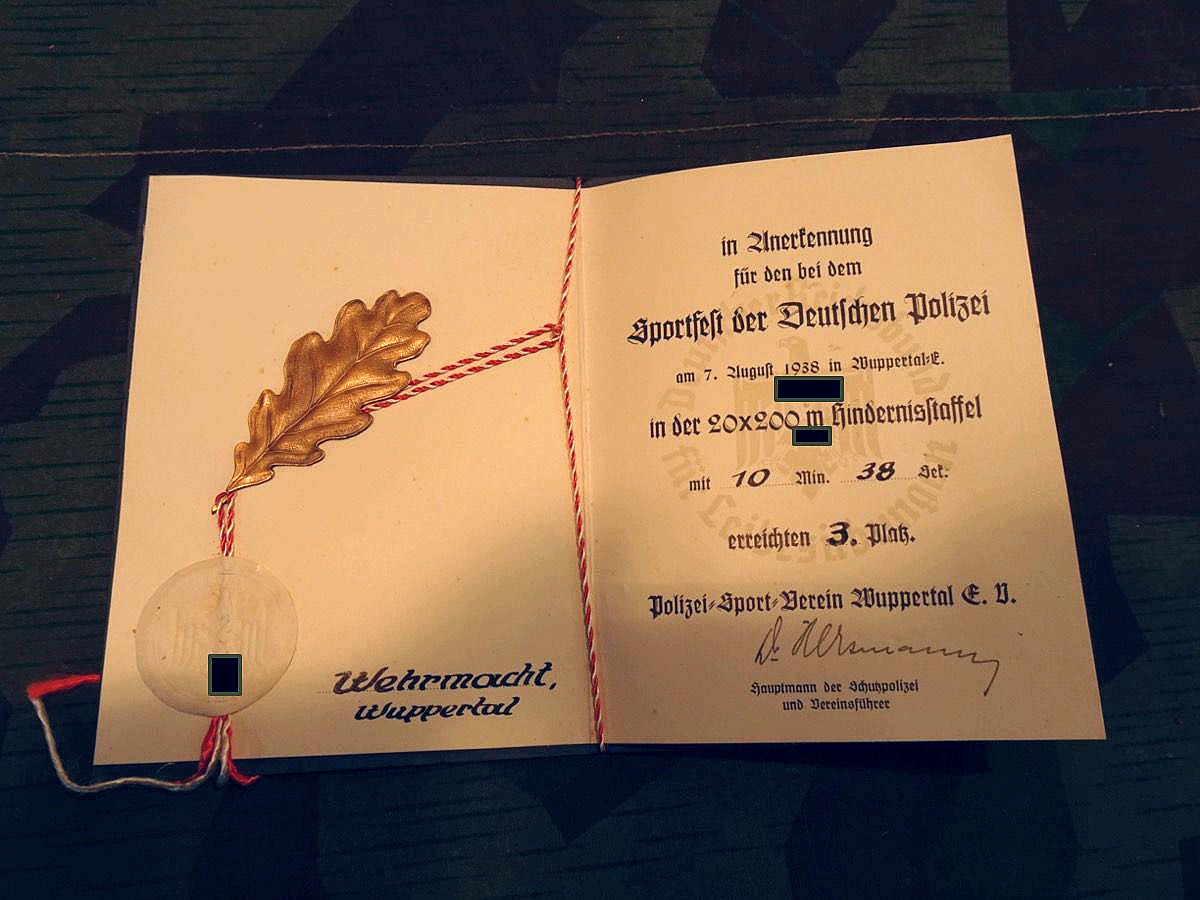 Wehrmacht,
Wuppertal
in Anerkennung
für den bei dem
Sportfest der Deutschen Polizei
am 7. August 1938 in Wuppertal-E.
in der 20x200 m Hindernisstaffel
mit 10 Min. 38 Sek.
erreichten 3. Platz.
Polizei-Sport-Verein Wuppertal E. V.
Dr.
Hauptmann der Schutzpolizei
und Vereinsführer